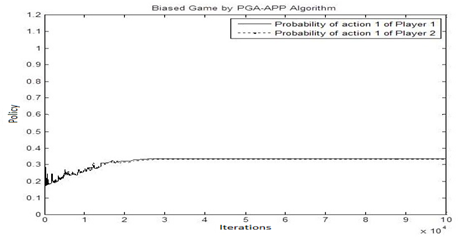 Biased Game by PGA-APP Algorithm
Probability of action 1 of Player 1
Probability of action 1 of Player 2
1.2
1.1
1
0.9
0.8
0.7
0.6
0.5
0.4
0.3
0.2
0.1
0
Policy
0 1 2 3 4 5 6 7 8 9 10
Iterations
× 10⁴